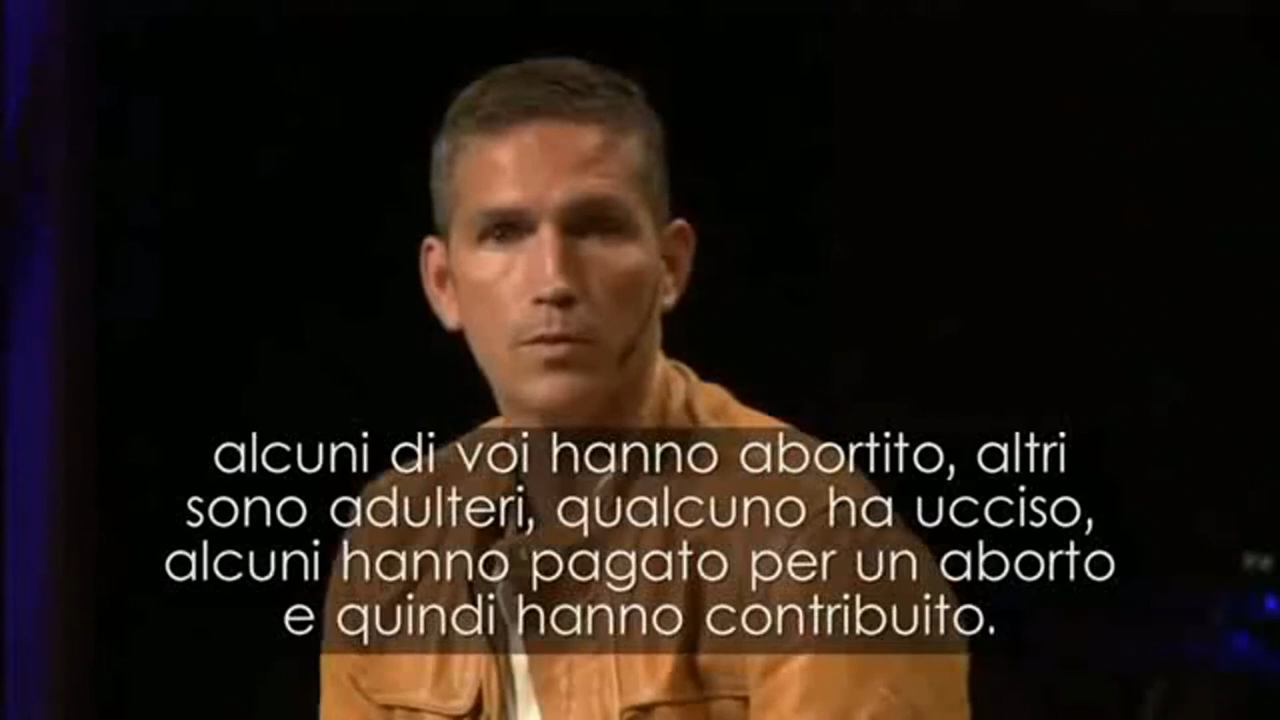 alcuni di voi hanno abortito, altri
sono adulteri, qualcuno ha ucciso,
alcuni hanno pagato per un aborto
e quindi hanno contribuito.